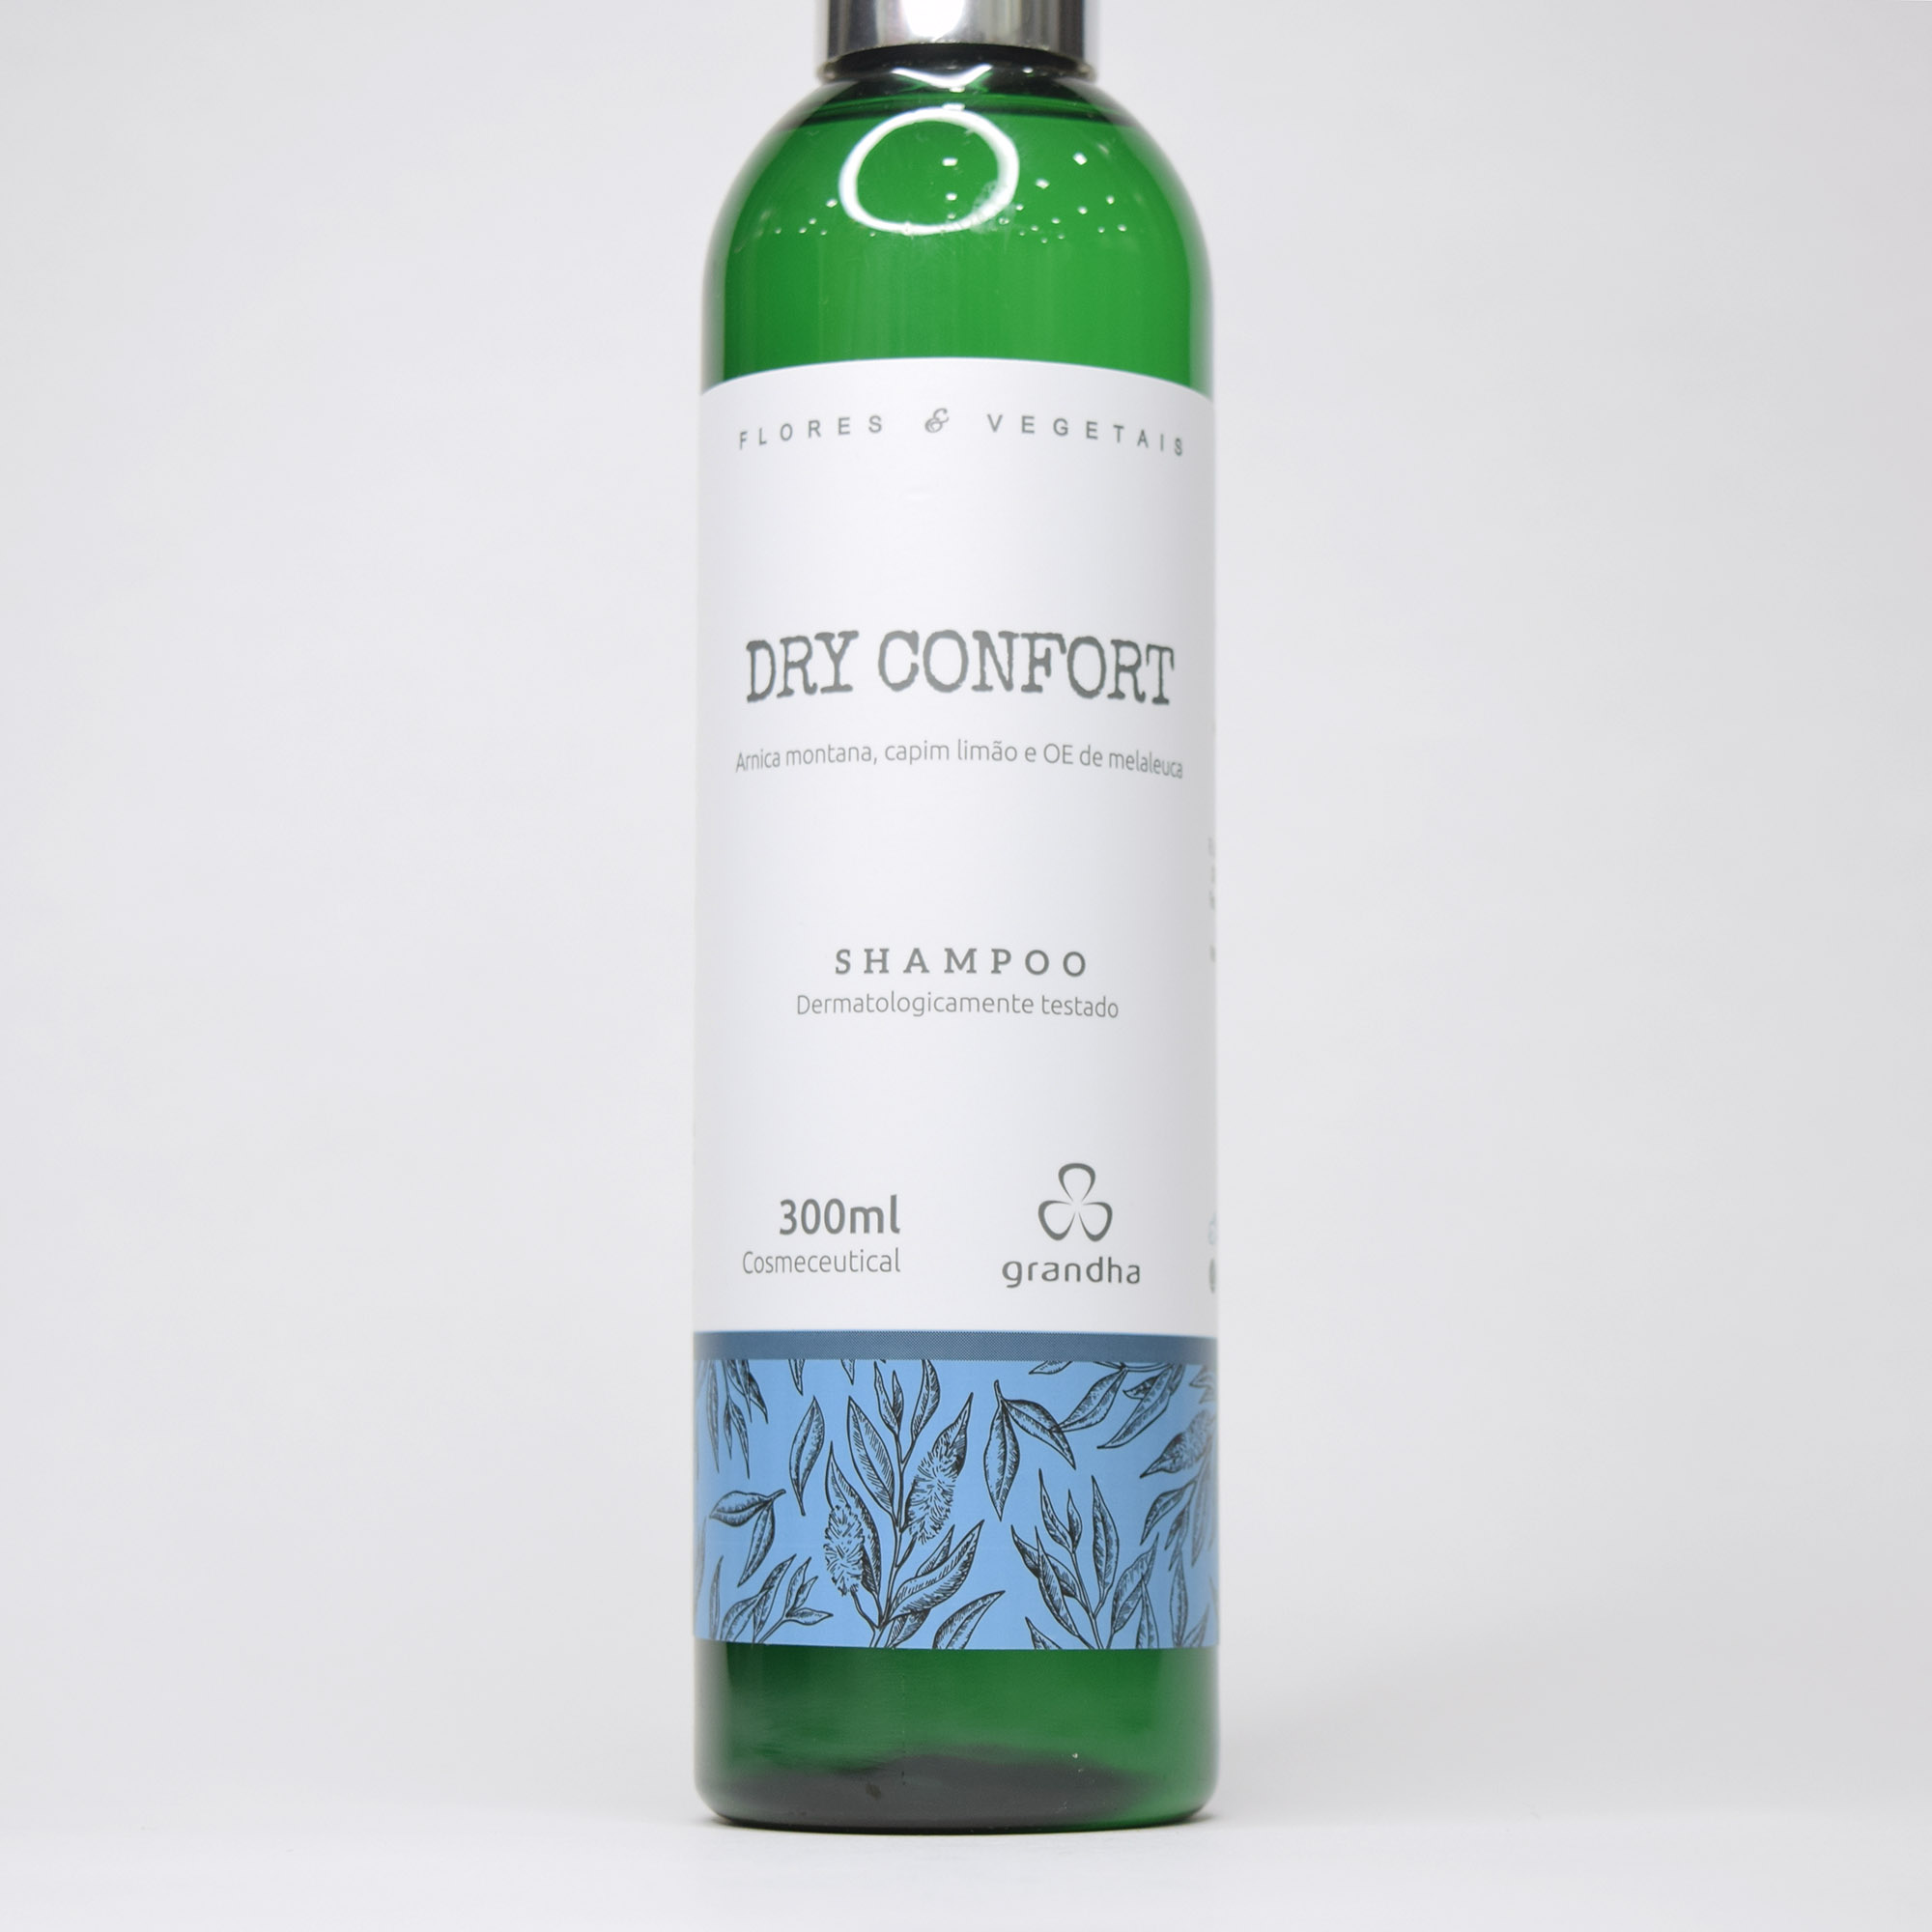 FLORES & VEGETAIS
DRY CONFORT
Arnica montana, capim limão e OE de melaleuca
SHAMPOO
Dermatologicamente testado
300ml
Cosmeceutical
grandha